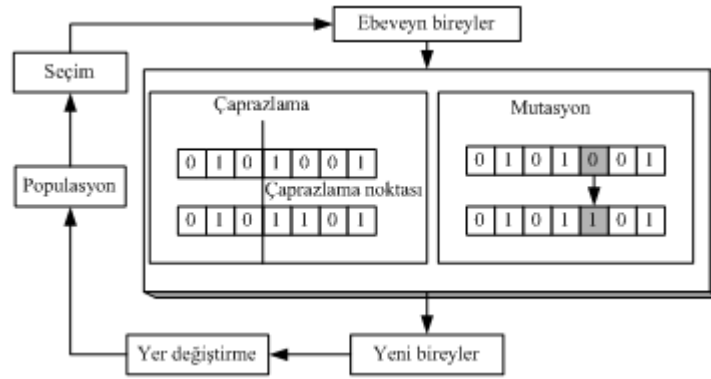 Ebeveyn bireyler
Seçim
Çaprazlama
Mutasyon
0 1 0 1 0 0 1
0 1 0 1 0 0 1
Çaprazlama noktası
Populasyon
0 1 0 1 1 0 1
0 1 0 1 1 0 1
Yer değiştirme
Yeni bireyler